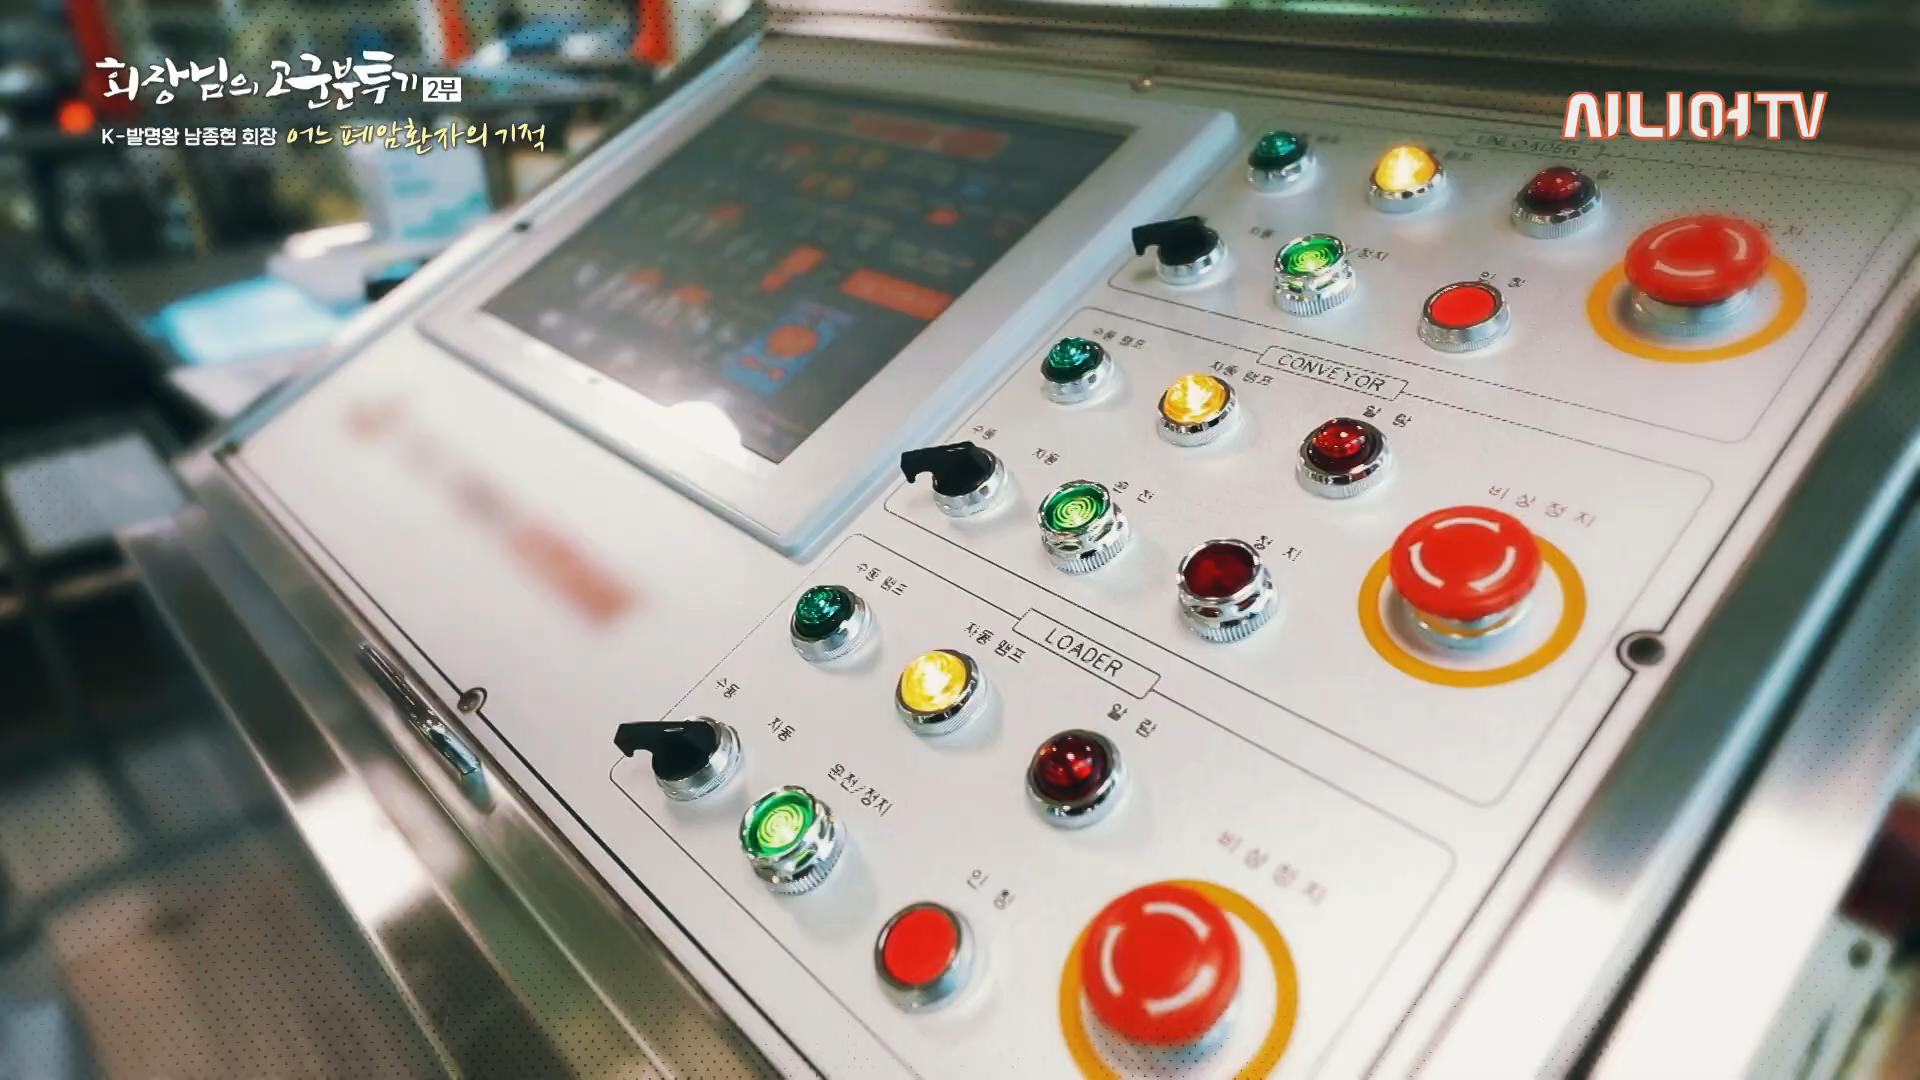 회장님의 고군분투기 2부
K-발명왕 남종현 회장 어느 폐암환자의 기적
시니어TV
UNLOADER
자동
/정지
인 칭
CONVEYOR
수동 램프
자동 램프
알 람
수동
자동
운 전
정 지
비 상 정 지
LOADER
수동 램프
자동 램프
알 람
수동
자동
운전/정지
인 칭
비 상 정 지